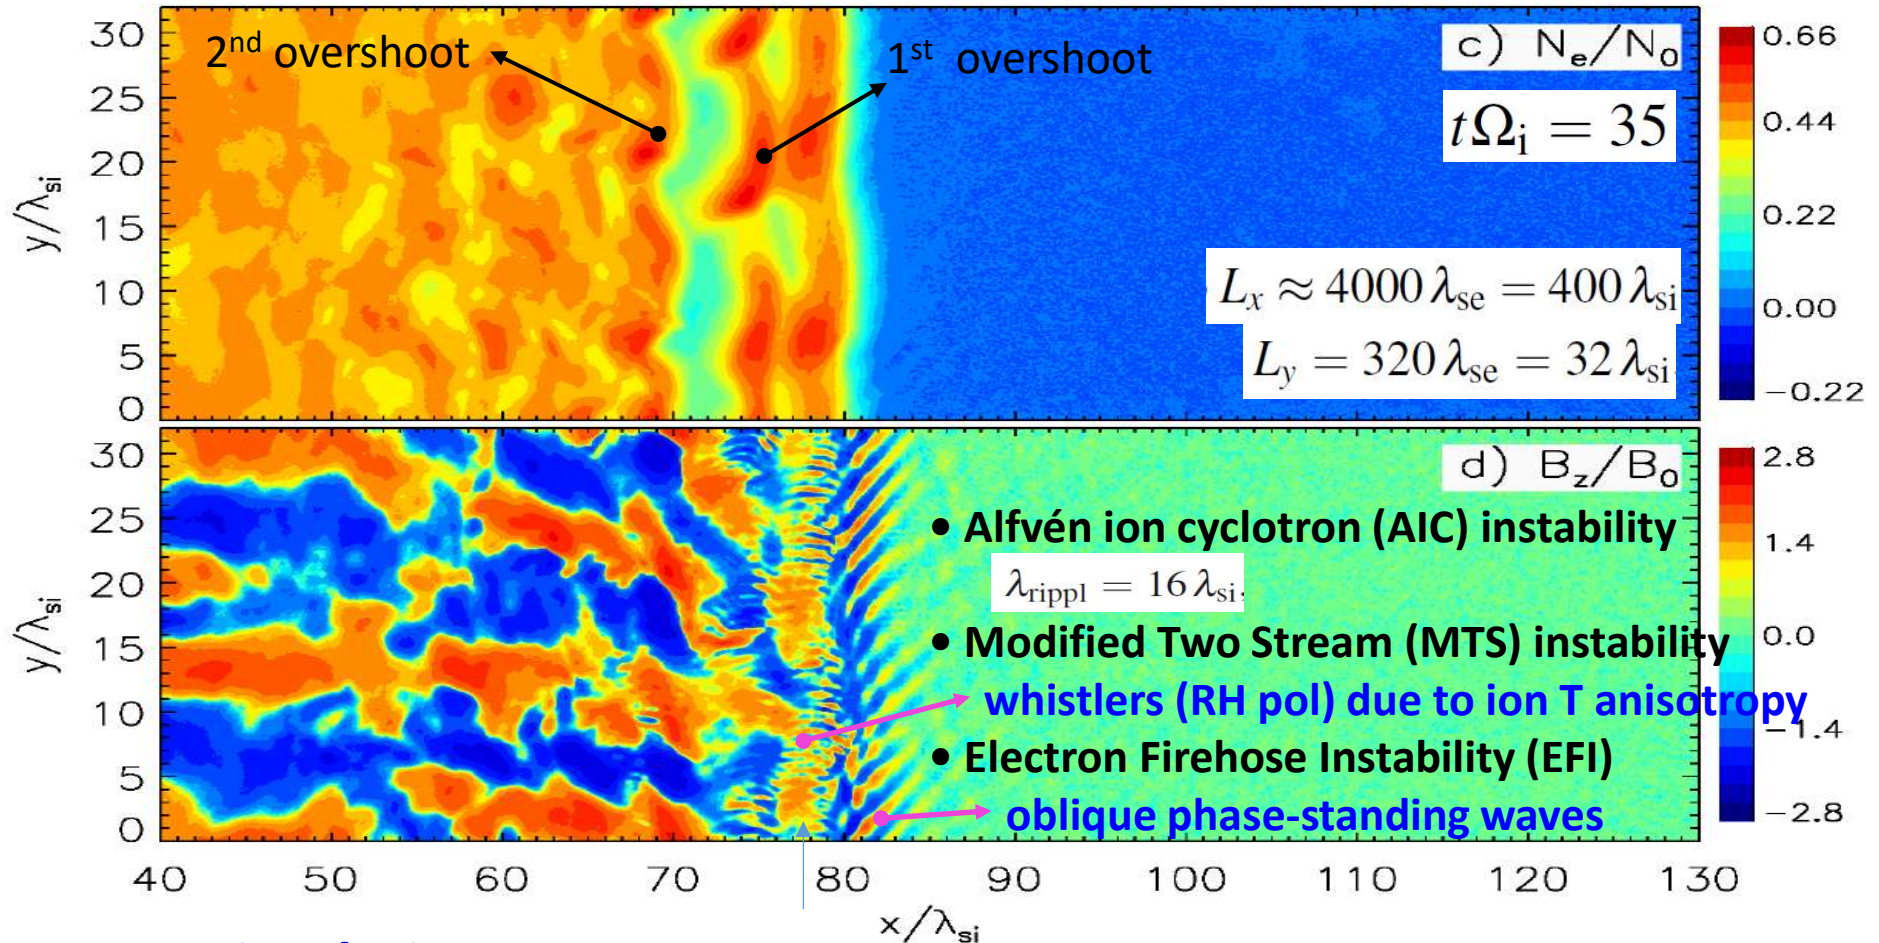 30
25
20
15
10
5
0
y/λsi
2nd overshoot
1st overshoot
c) Ne/N0
tΩi = 35
Lx ≈ 4000 λse = 400 λsi
Ly = 320 λse = 32 λsi
0.66
0.44
0.22
0.00
−0.22
30
25
20
15
10
5
0
y/λsi
d) Bz/B0
• Alfvén ion cyclotron (AIC) instability
λrippl = 16 λsi,
• Modified Two Stream (MTS) instability
whistlers (RH pol) due to ion T anisotropy
• Electron Firehose Instability (EFI)
oblique phase-standing waves
2.8
1.4
0.0
−1.4
−2.8
40 50 60 70 80 90 100 110 120 130
x/λsi